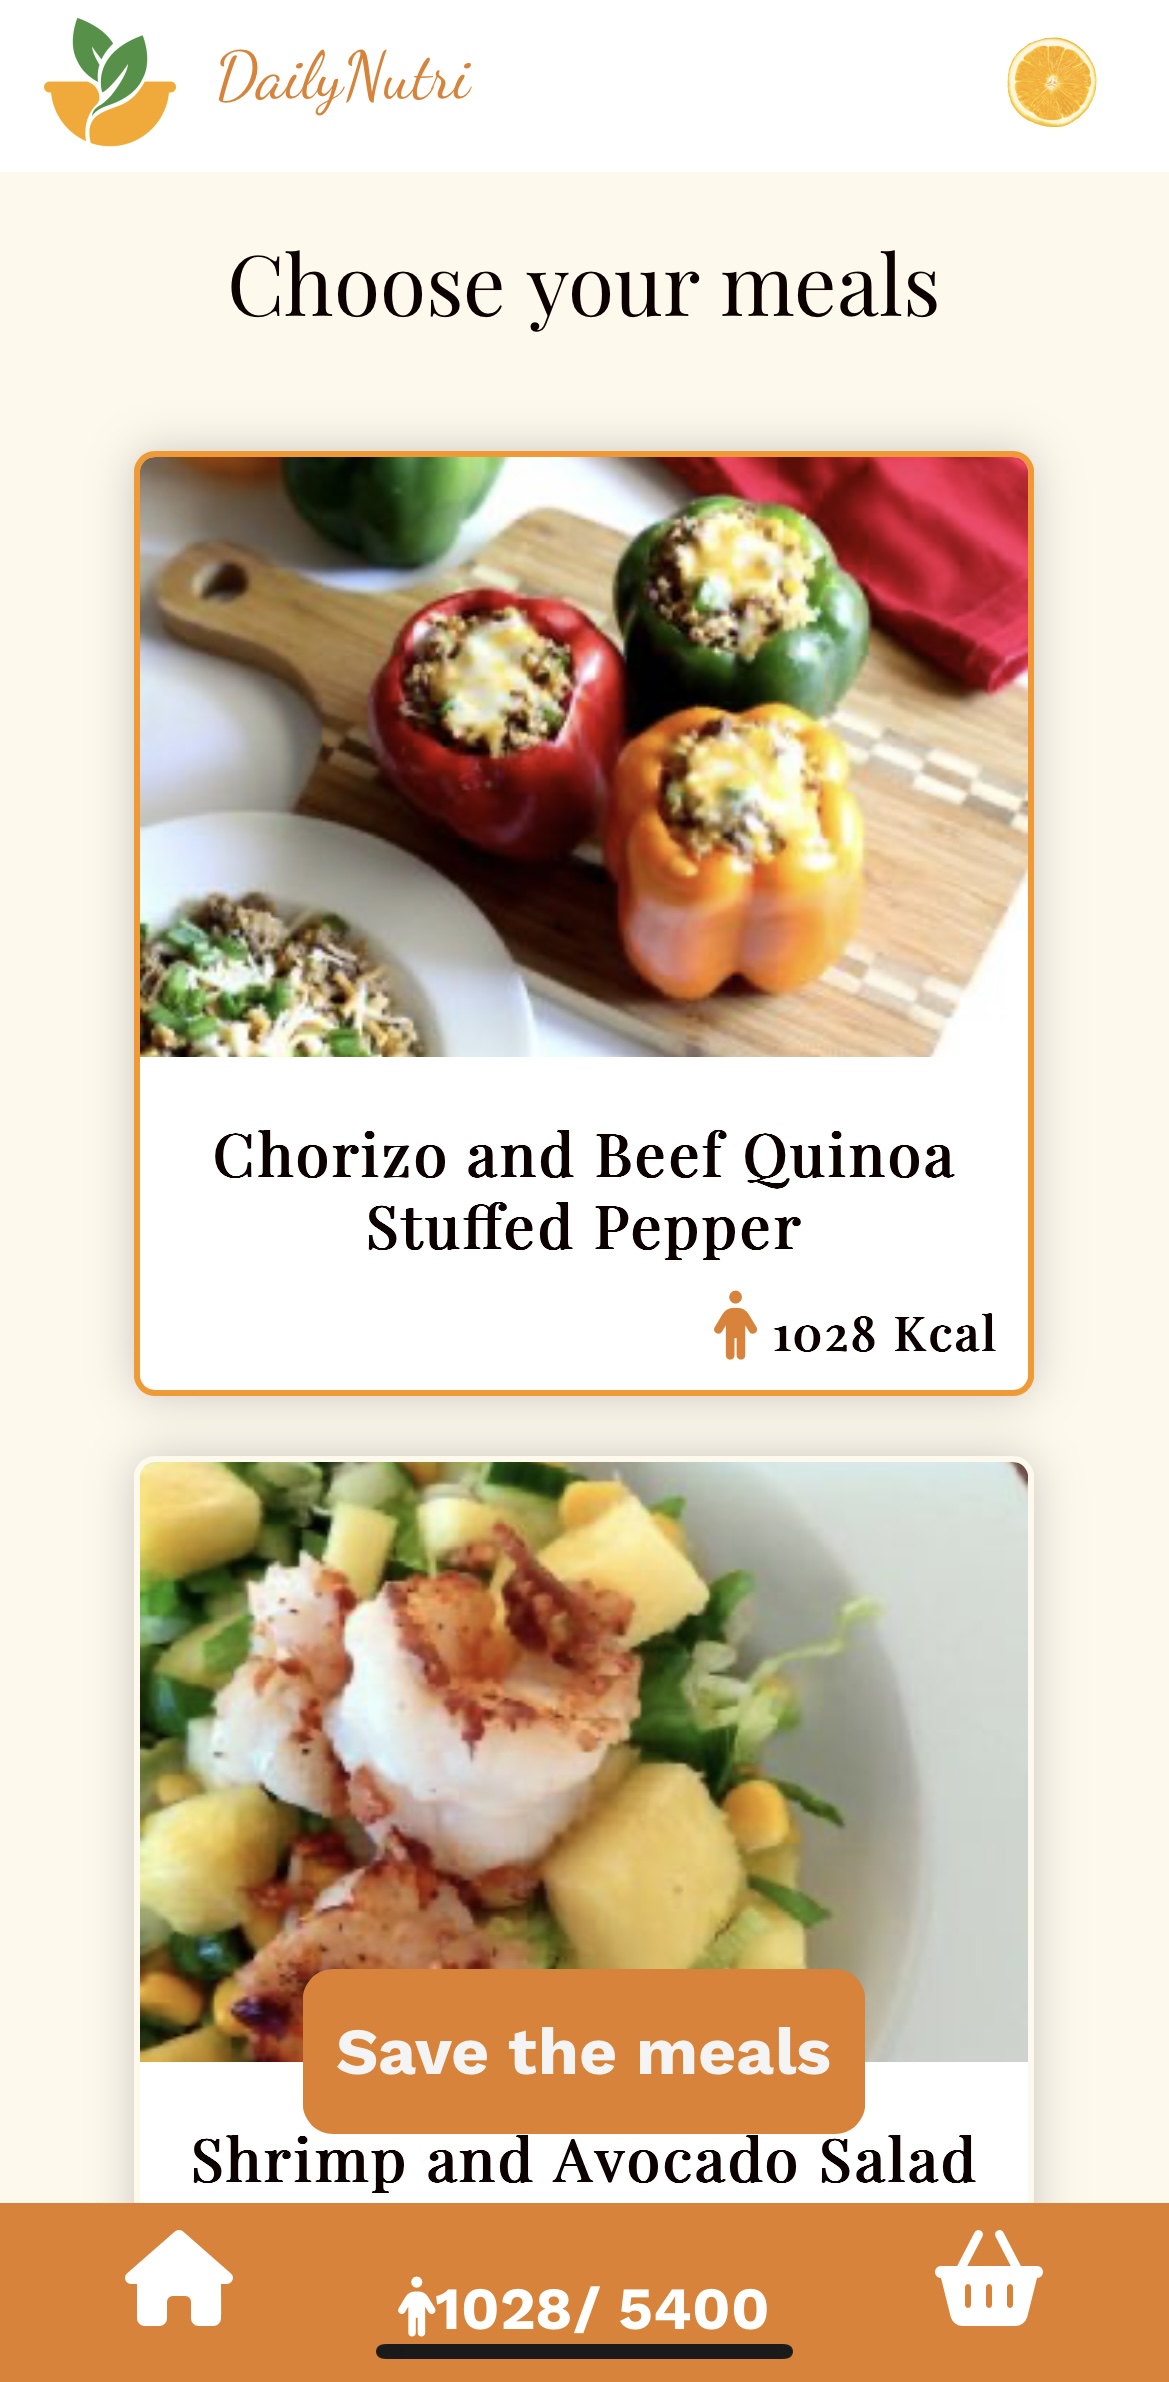 DailyNutri
Choose your meals
Chorizo and Beef Quinoa
Stuffed Pepper
1028 Kcal
Save the meals
Shrimp and Avocado Salad
1028/ 5400